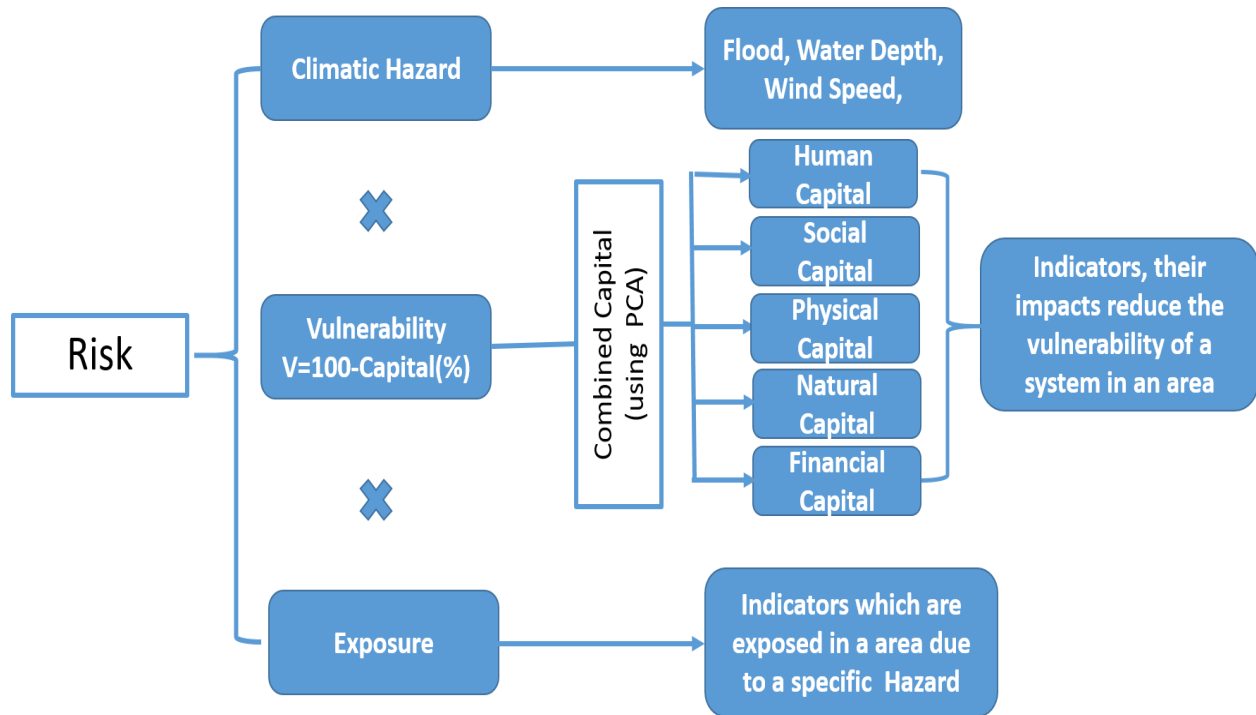 Climatic Hazard
Flood, Water Depth,
Wind Speed,
Risk
Vulnerability
V=100-Capital(%)
Combined Capital
(using PCA)
Human
Capital
Social
Capital
Physical
Capital
Natural
Capital
Financial
Capital
Indicators, their
impacts reduce the
vulnerability of a
system in an area
Exposure
Indicators which are
exposed in a area due
to a specific Hazard